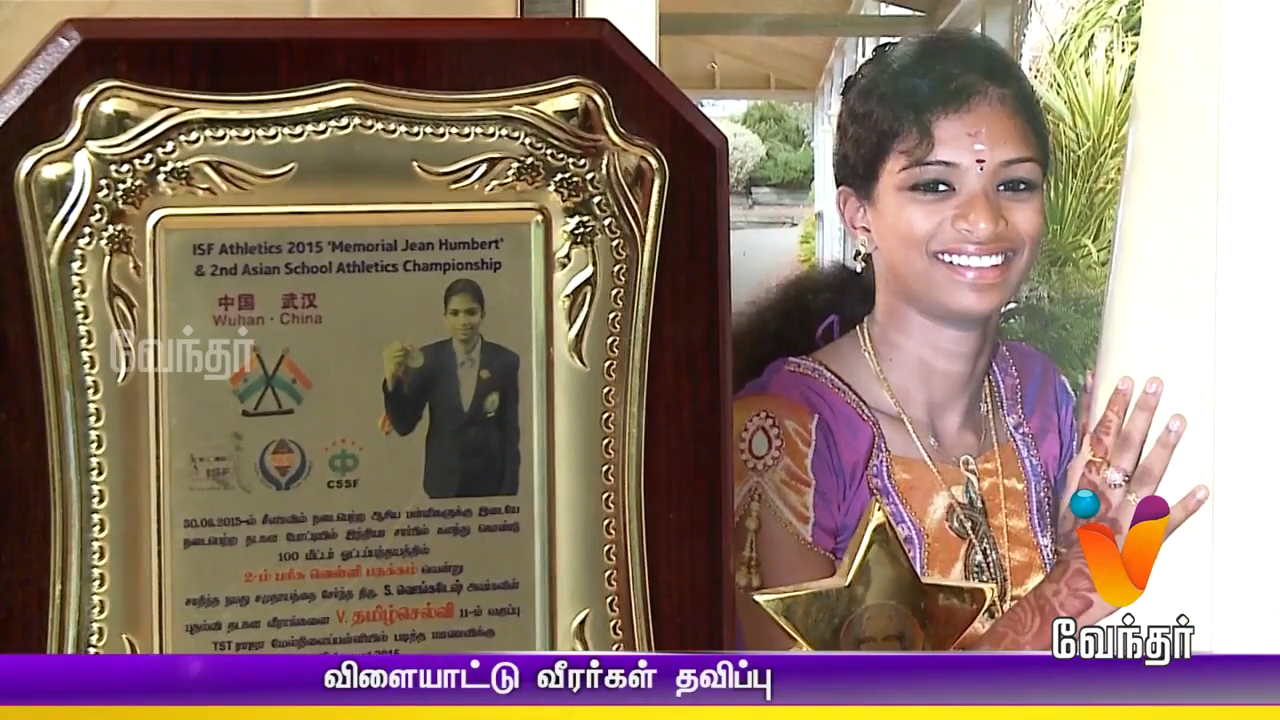 ISF Athletics 2015 'Memorial Jean Humbert'
& 2nd Asian School Athletics Championship
中国 武汉
Wuhan · China
வேந்தர்
ISF
CSSF
30.06.2015-ல் சீனாவில் நடைபெற்ற ஆசிய பள்ளிகளுக்கு இடையே
நடைபெற்ற தடகள போட்டியில் இந்தியா சார்பில் கலந்து கொண்டு
100 மீட்டர் ஓட்டப்பந்தயத்தில்
2-ம் பரிசு வெள்ளி பதக்கம் வென்று
சாதித்த நமது சமுதாயத்தை சேர்ந்த திரு. S. வெங்கடேஷ் அவர்களின்
புதல்வி தடகள வீராங்கனை V. தமிழ்செல்வி 11-ல் வகுப்பு
TST ராஜா மேல்நிலைப்பள்ளியில் படித்த மாணவிக்கு
வேந்தர்
விளையாட்டு வீரர்கள் தவிப்பு